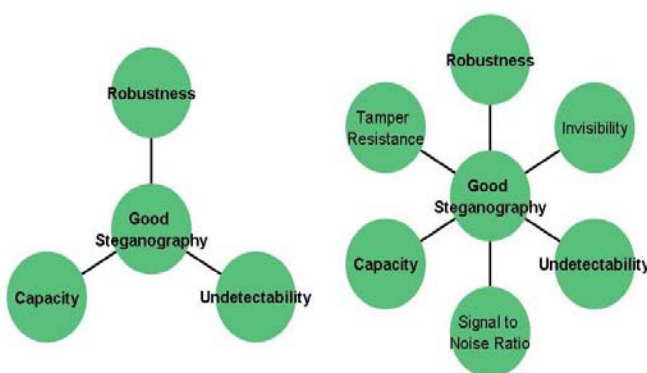 Robustness
Good
Steganography
Capacity
Undetectability
Robustness
Tamper
Resistance
Invisibility
Good
Steganography
Capacity
Undetectability
Signal to
Noise Ratio